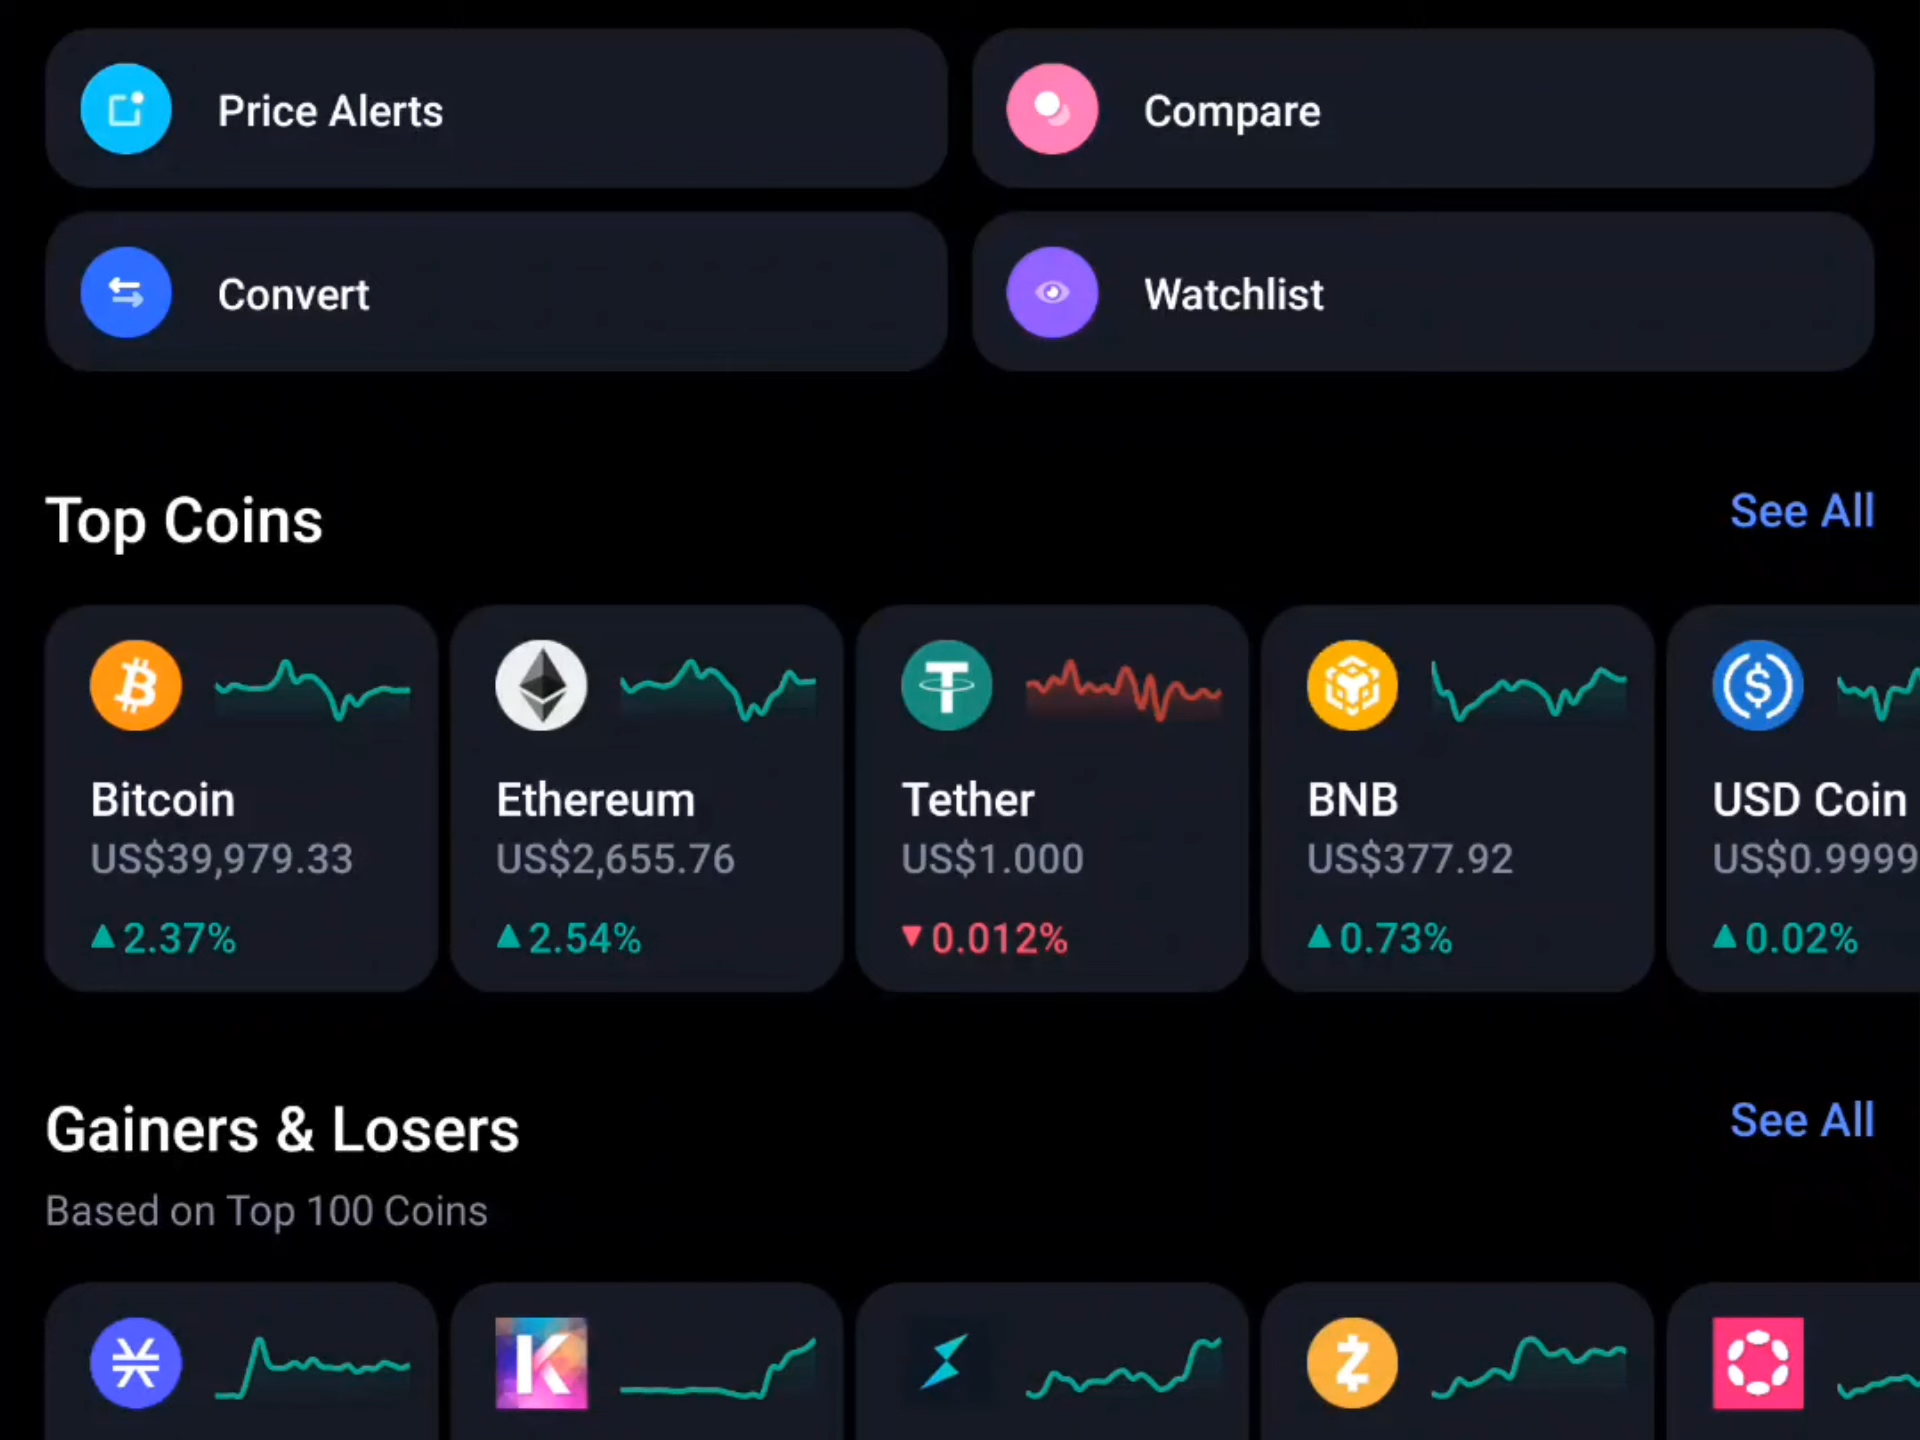 Price Alerts
Compare
Convert
Watchlist
Top Coins
See All
Bitcoin
US$39,979.33
▲2.37%
Ethereum
US$2,655.76
▲2.54%
Tether
US$1.000
▼0.012%
BNB
US$377.92
▲0.73%
USD Coin
US$0.9999
▲0.02%
Gainers & Losers
See All
Based on Top 100 Coins